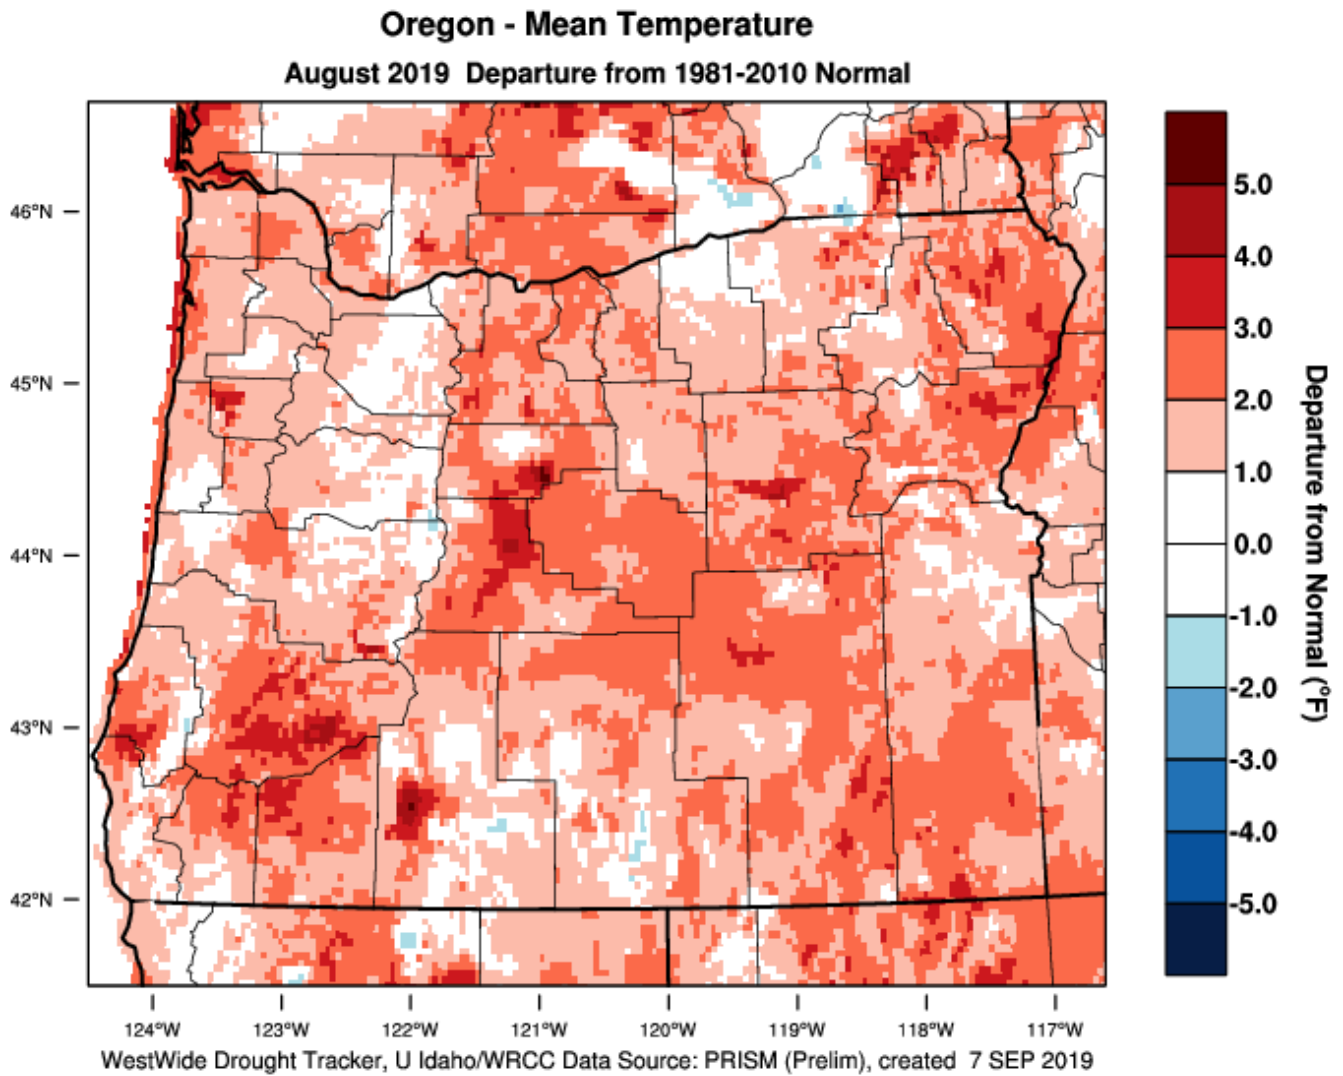 Oregon - Mean Temperature
August 2019 Departure from 1981-2010 Normal
46°N
45°N
44°N
43°N
42°N
124°W
123°W
122°W
121°W
120°W
119°W
118°W
117°W
5.0
4.0
3.0
2.0
1.0
0.0
-1.0
-2.0
-3.0
-4.0
-5.0
Departure from Normal (°F)
WestWide Drought Tracker, U Idaho/WRCC Data Source: PRISM (Prelim), created 7 SEP 2019